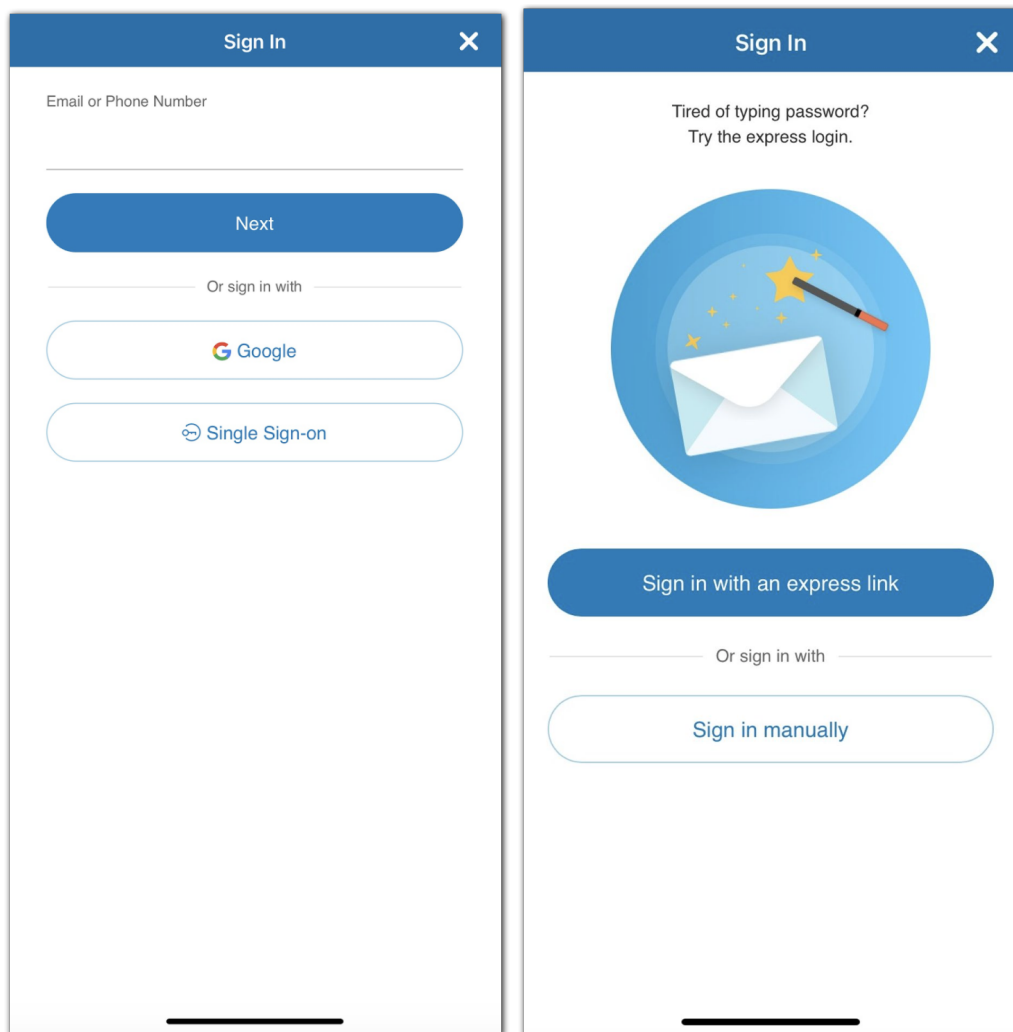 Sign In
Email or Phone Number
Next
Or sign in with
Google
Single Sign-on
Sign In
Tired of typing password?
Try the express login.
Sign in with an express link
Or sign in with
Sign in manually